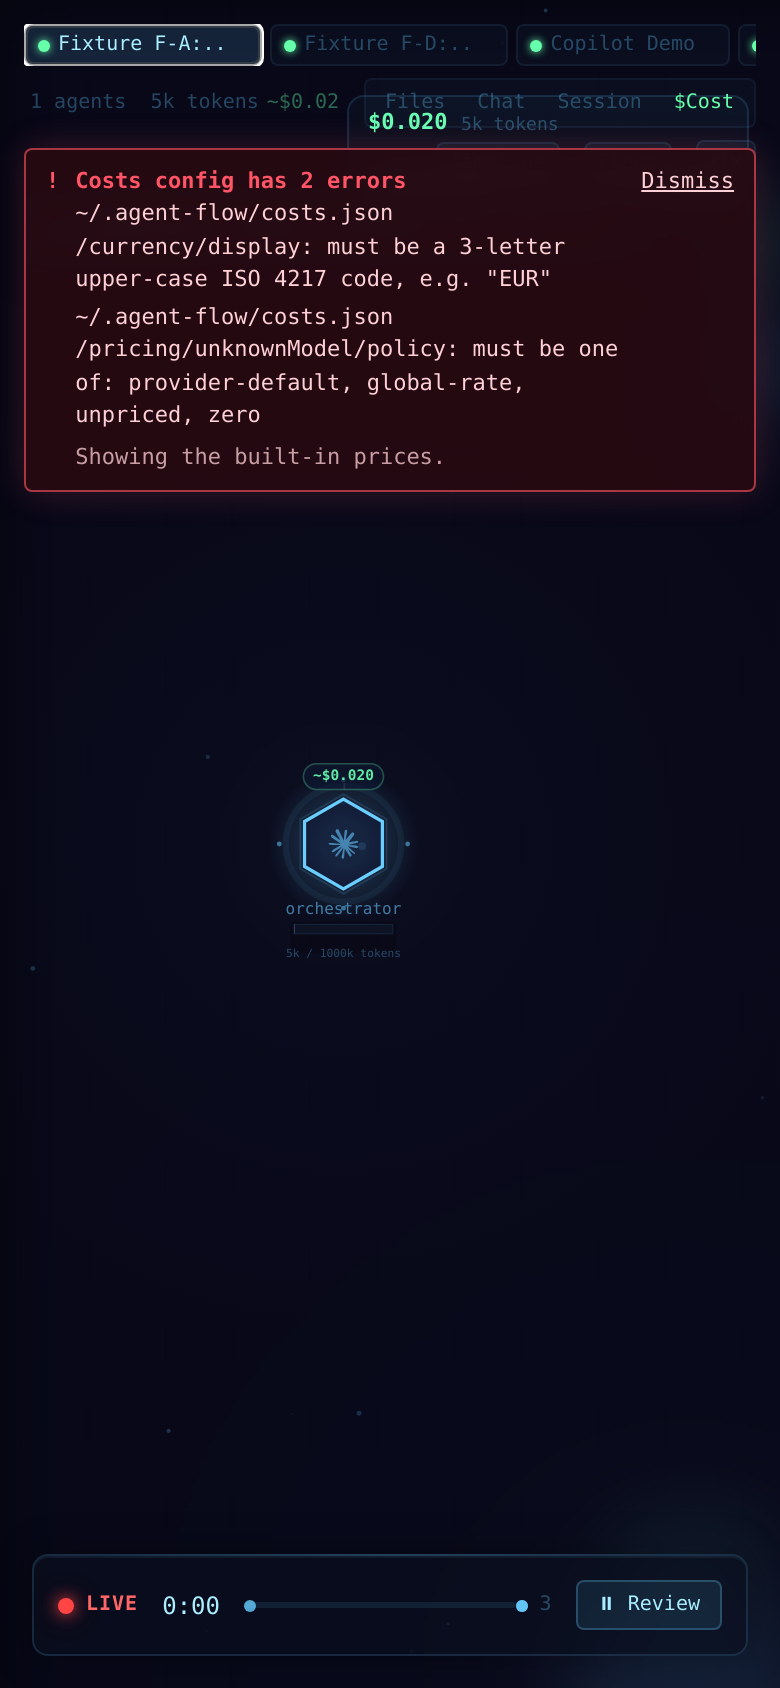 Fixture F-A:..
Fixture F-D:..
Copilot Demo
1 agents 5k tokens ~$0.02
Files Chat Session $Cost
$0.020 5k tokens
! Costs config has 2 errors
Dismiss
~/.agent-flow/costs.json
/currency/display: must be a 3-letter
upper-case ISO 4217 code, e.g. "EUR"
~/.agent-flow/costs.json
/pricing/unknownModel/policy: must be one
of: provider-default, global-rate,
unpriced, zero
Showing the built-in prices.
~$0.020
orchestrator
5k / 1000k tokens
LIVE 0:00 3 Review